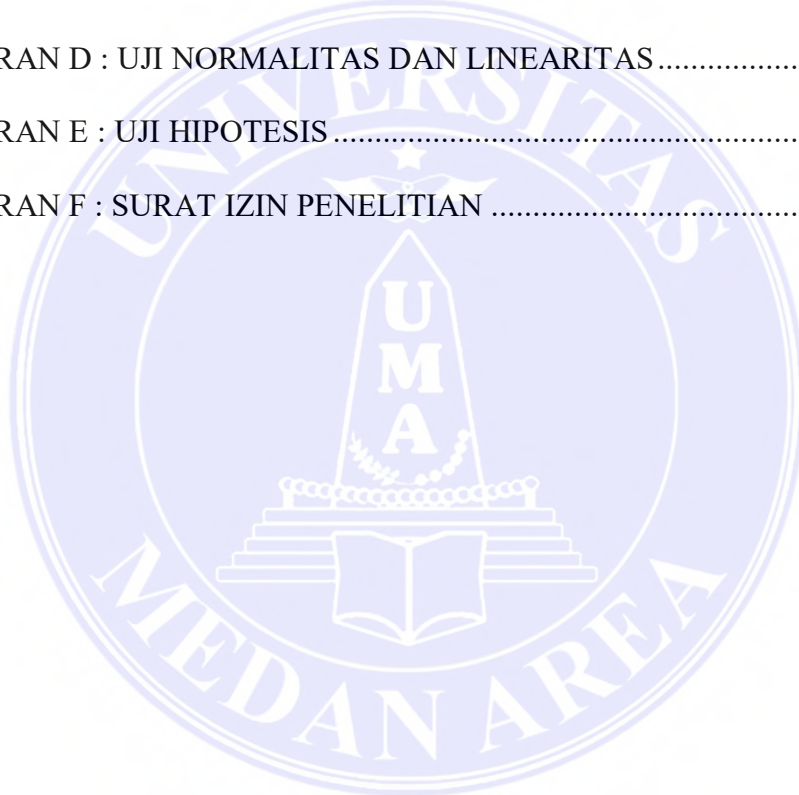 RAN D : UJI NORMALITAS DAN LINEARITAS.................
RAN E : UJI HIPOTESIS........................................................
RAN F : SURAT IZIN PENELITIAN .....................................
UNIVERSITAS
UMA
MEDAN AREA